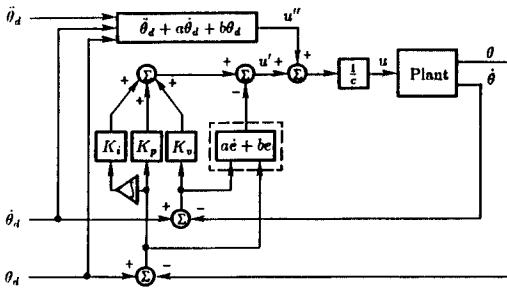 θ̈_d
θ̈_d + aθ̇_d + bθ_d
u''
θ
+ + + + u' + +
Σ Σ Σ 1/c u Plant
θ̇
+ + −
K_i K_p K_v aė + be
θ̇_d + Σ −
θ_d + Σ −